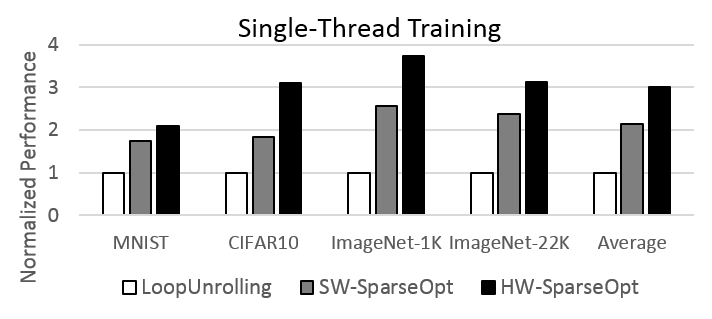 Single-Thread Training
Normalized Performance
4
3
2
1
0
MNIST CIFAR10 ImageNet-1K ImageNet-22K Average
LoopUnrolling SW-SparseOpt HW-SparseOpt